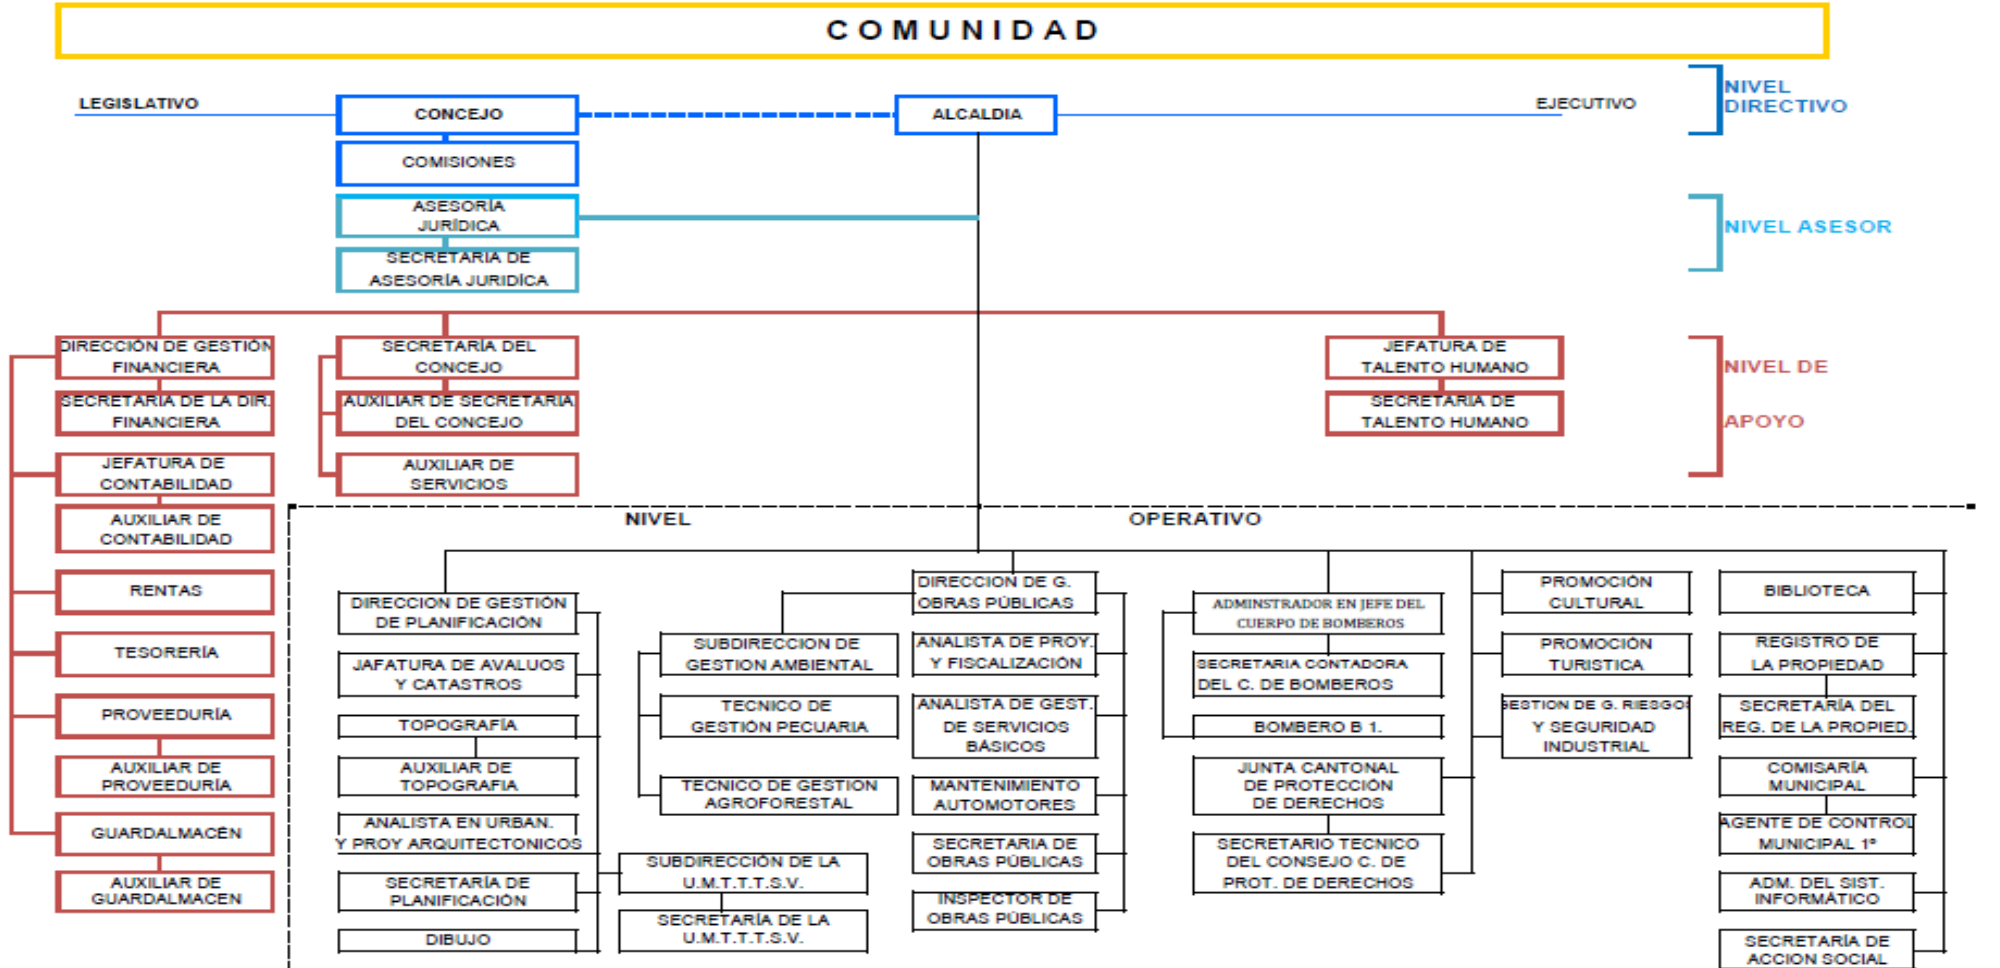 COMUNIDAD
LEGISLATIVO
CONCEJO
ALCALDIA
EJECUTIVO
NIVEL
DIRECTIVO
COMISIONES
ASESORÍA
JURÍDICA
NIVEL ASESOR
SECRETARIA DE
ASESORÍA JURIDÍCA
DIRECCIÓN DE GESTIÓN
FINANCIERA
SECRETARÍA DEL
CONCEJO
JEFATURA DE
TALENTO HUMANO
NIVEL DE
APOYO
SECRETARIA DE LA DIR.
FINANCIERA
AUXILIAR DE SECRETARIA
DEL CONCEJO
SECRETARIA DE
TALENTO HUMANO
JEFATURA DE
CONTABILIDAD
AUXILIAR DE
SERVICIOS
AUXILIAR DE
CONTABILIDAD
RENTAS
TESORERÍA
PROVEEDURÍA
AUXILIAR DE
PROVEEDURÍA
GUARDALMACÉN
AUXILIAR DE
GUARDALMACEN
NIVEL OPERATIVO
DIRECCION DE GESTIÓN
DE PLANIFICACIÓN
JAFATURA DE AVALUOS
Y CATASTROS
TOPOGRAFÍA
AUXILIAR DE
TOPOGRAFIA
ANALISTA EN URBAN.
Y PROY ARQUITECTONICOS
SECRETARÍA DE
PLANIFICACIÓN
DIBUJO
SUBDIRECCION DE
GESTION AMBIENTAL
TECNICO DE
GESTIÓN PECUARIA
TECNICO DE GESTION
AGROFORESTAL
SUBDIRECCIÓN DE LA
U.M.T.T.T.S.V.
SECRETARÍA DE LA
U.M.T.T.T.S.V.
DIRECCION DE G.
OBRAS PÚBLICAS
ANALISTA DE PROY.
Y FISCALIZACIÓN
ANALISTA DE GEST.
DE SERVICIOS
BÁSICOS
MANTENIMIENTO
AUTOMOTORES
SECRETARIA DE
OBRAS PÚBLICAS
INSPECTOR DE
OBRAS PÚBLICAS
ADMINSTRADOR EN JEFE DEL
CUERPO DE BOMBEROS
SECRETARIA CONTADORA
DEL C. DE BOMBEROS
BOMBERO B 1.
JUNTA CANTONAL
DE PROTECCIÓN
DE DERECHOS
SECRETARIO TECNICO
DEL CONSEJO C. DE
PROT. DE DERECHOS
PROMOCIÓN
CULTURAL
PROMOCIÓN
TURISTICA
GESTION DE G. RIESGOS
Y SEGURIDAD
INDUSTRIAL
BIBLIOTECA
REGISTRO DE
LA PROPIEDAD
SECRETARÍA DEL
REG. DE LA PROPIED.
COMISARÍA
MUNICIPAL
AGENTE DE CONTROL
MUNICIPAL 1º
ADM. DEL SIST.
INFORMÁTICO
SECRETARÍA DE
ACCION SOCIAL